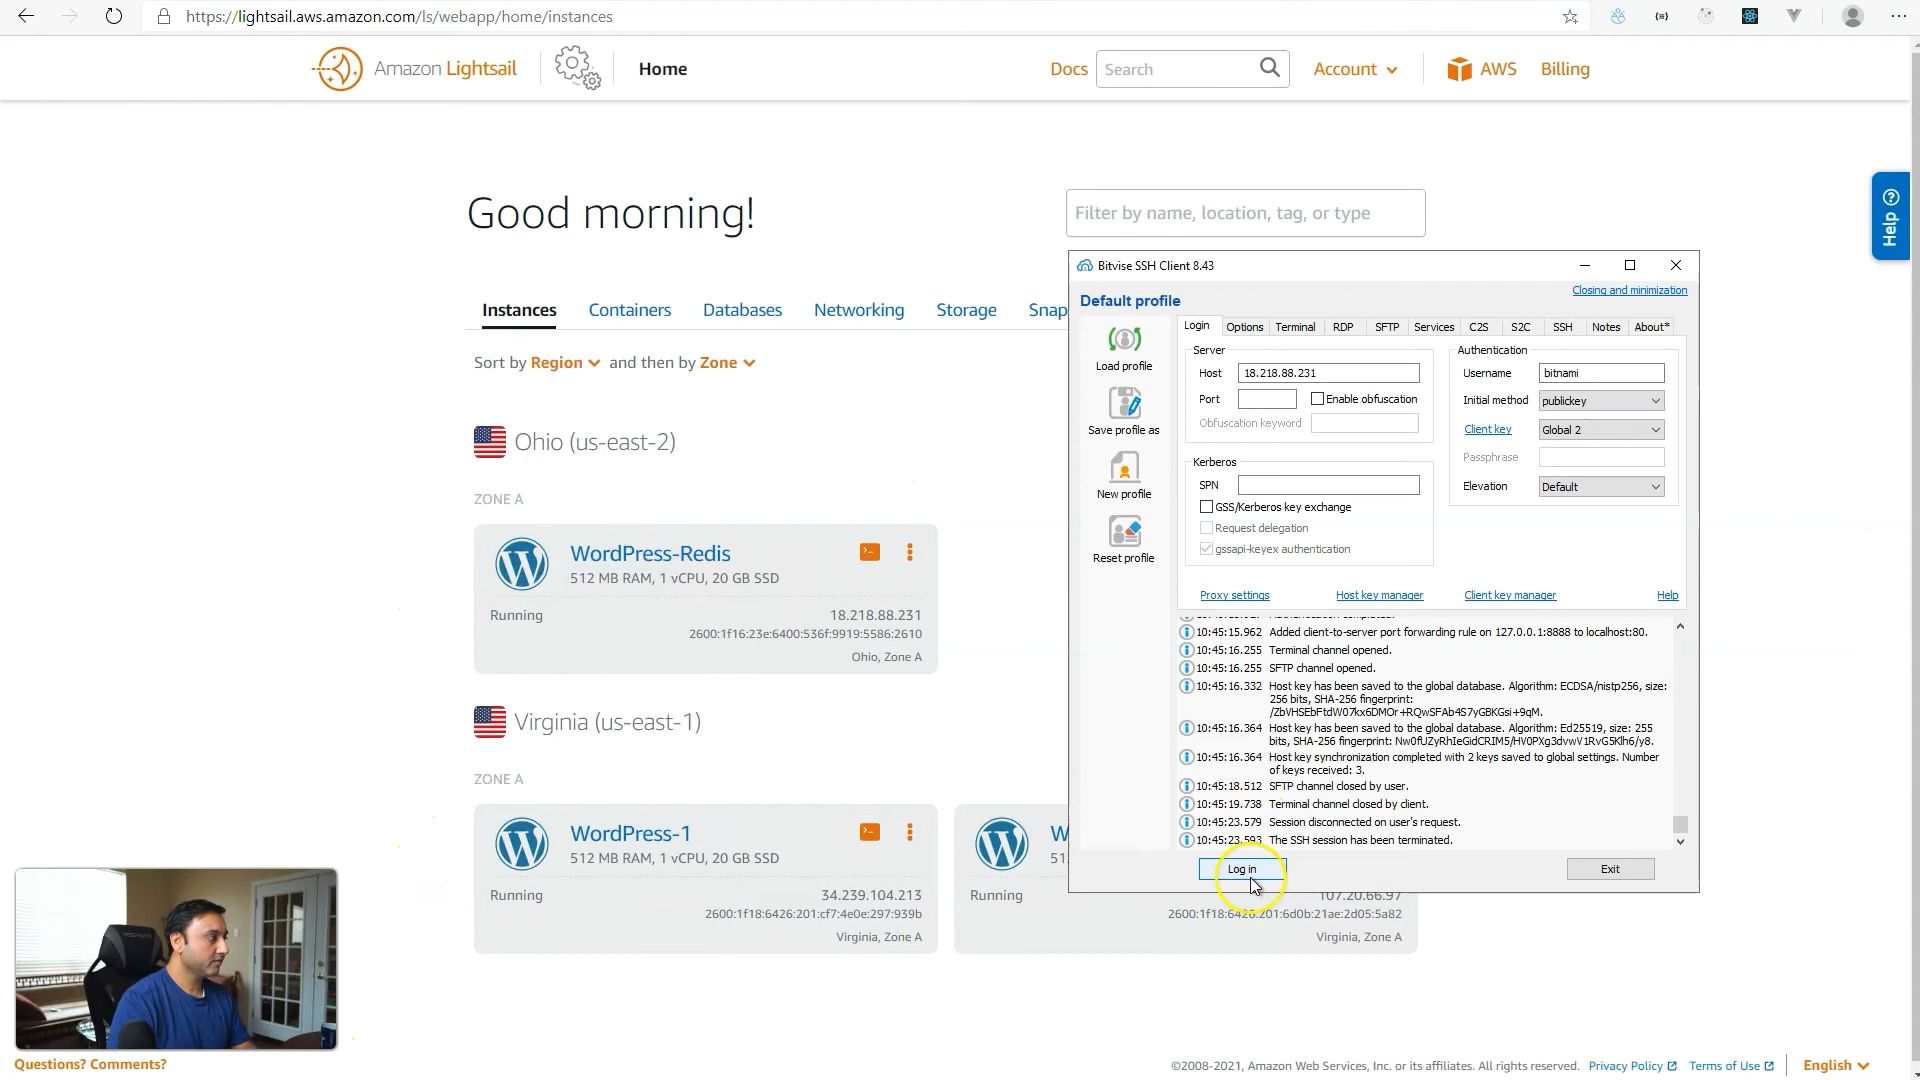 https://lightsail.aws.amazon.com/ls/webapp/home/instances
Amazon Lightsail
Home
Docs
Search
Account
AWS
Billing
Help
Good morning!
Filter by name, location, tag, or type
Instances
Containers
Databases
Networking
Storage
Snap
Sort by Region and then by Zone
Ohio (us-east-2)
ZONE A
WordPress-Redis
512 MB RAM, 1 vCPU, 20 GB SSD
Running
18.218.88.231
2600:1f16:23e:6400:536f:9919:5586:2610
Ohio, Zone A
Virginia (us-east-1)
ZONE A
WordPress-1
512 MB RAM, 1 vCPU, 20 GB SSD
Running
34.239.104.213
2600:1f18:6426:201:cf7:4e0e:297:939b
Virginia, Zone A
W
51
Running
107.20.66.97
2600:1f18:6426:201:6d0b:21ae:2d05:5a82
Virginia, Zone A
Bitvise SSH Client 8.43
Closing and minimization
Default profile
Load profile
Save profile as
New profile
Reset profile
Login
Options
Terminal
RDP
SFTP
Services
C2S
S2C
SSH
Notes
About*
Server
Host 18.218.88.231
Port
Enable obfuscation
Obfuscation keyword
Kerberos
SPN
GSS/Kerberos key exchange
Request delegation
gssapi-keyex authentication
Authentication
Username bitnami
Initial method publickey
Client key Global 2
Passphrase
Elevation Default
Proxy settings
Host key manager
Client key manager
Help
10:45:15.962 Added client-to-server port forwarding rule on 127.0.0.1:8888 to localhost:80.
10:45:16.255 Terminal channel opened.
10:45:16.255 SFTP channel opened.
10:45:16.332 Host key has been saved to the global database. Algorithm: ECDSA/nistp256, size:
256 bits, SHA-256 fingerprint:
/ZbVHSEbFtdW07kx6DMOr+RQwSFAb4S7yGBKGsi+9qM.
10:45:16.364 Host key has been saved to the global database. Algorithm: Ed25519, size: 255
bits, SHA-256 fingerprint: Nw0fUZyRhIeGidCRIM5/HV0PXg3dvwV1RvG5Klh6/y8.
10:45:16.364 Host key synchronization completed with 2 keys saved to global settings. Number
of keys received: 3.
10:45:18.512 SFTP channel closed by user.
10:45:19.738 Terminal channel closed by client.
10:45:23.579 Session disconnected on user's request.
10:45:23.593 The SSH session has been terminated.
Log in
Exit
Questions? Comments?
©2008-2021, Amazon Web Services, Inc. or its affiliates. All rights reserved.
Privacy Policy
Terms of Use
English